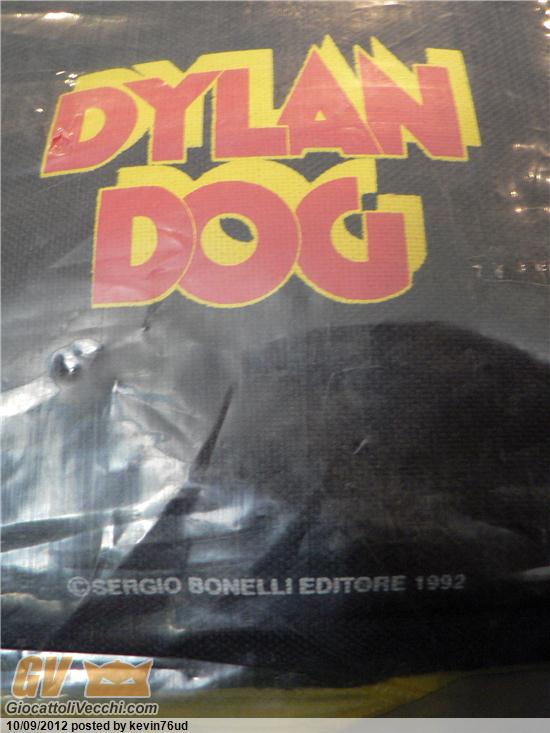 DYLAN
DOG
©SERGIO BONELLI EDITORE 1992
GV
GiocattoliVecchi.com
10/09/2012 posted by kevin76ud